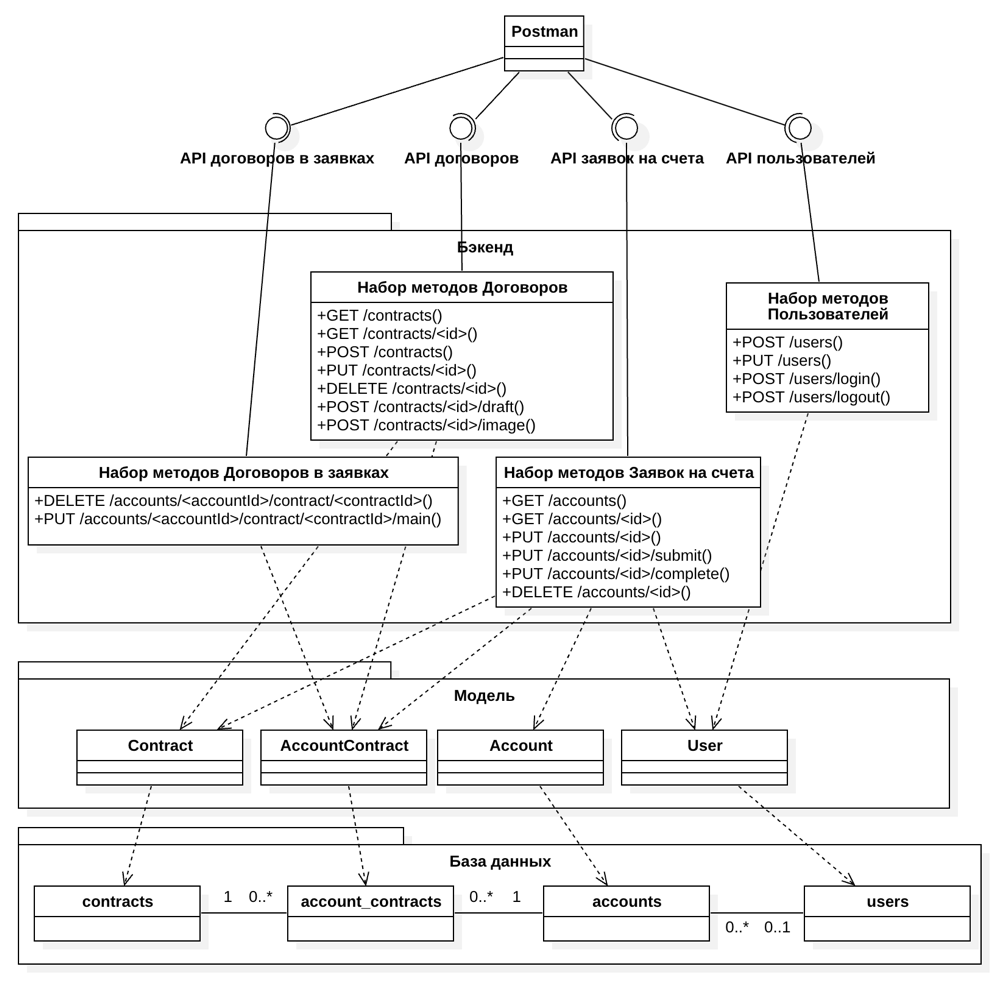 Postman
API договоров в заявках
API договоров
API заявок на счета
API пользователей
Бэкенд
Набор методов Договоров
+GET /contracts()
+GET /contracts/<id>()
+POST /contracts()
+PUT /contracts/<id>()
+DELETE /contracts/<id>()
+POST /contracts/<id>/draft()
+POST /contracts/<id>/image()
Набор методов
Пользователей
+POST /users()
+PUT /users()
+POST /users/login()
+POST /users/logout()
Набор методов Договоров в заявках
+DELETE /accounts/<accountId>/contract/<contractId>()
+PUT /accounts/<accountId>/contract/<contractId>/main()
Набор методов Заявок на счета
+GET /accounts()
+GET /accounts/<id>()
+PUT /accounts/<id>()
+PUT /accounts/<id>/submit()
+PUT /accounts/<id>/complete()
+DELETE /accounts/<id>()
Модель
Contract
AccountContract
Account
User
База данных
contracts
1
0..*
account_contracts
0..*
1
accounts
0..*
0..1
users